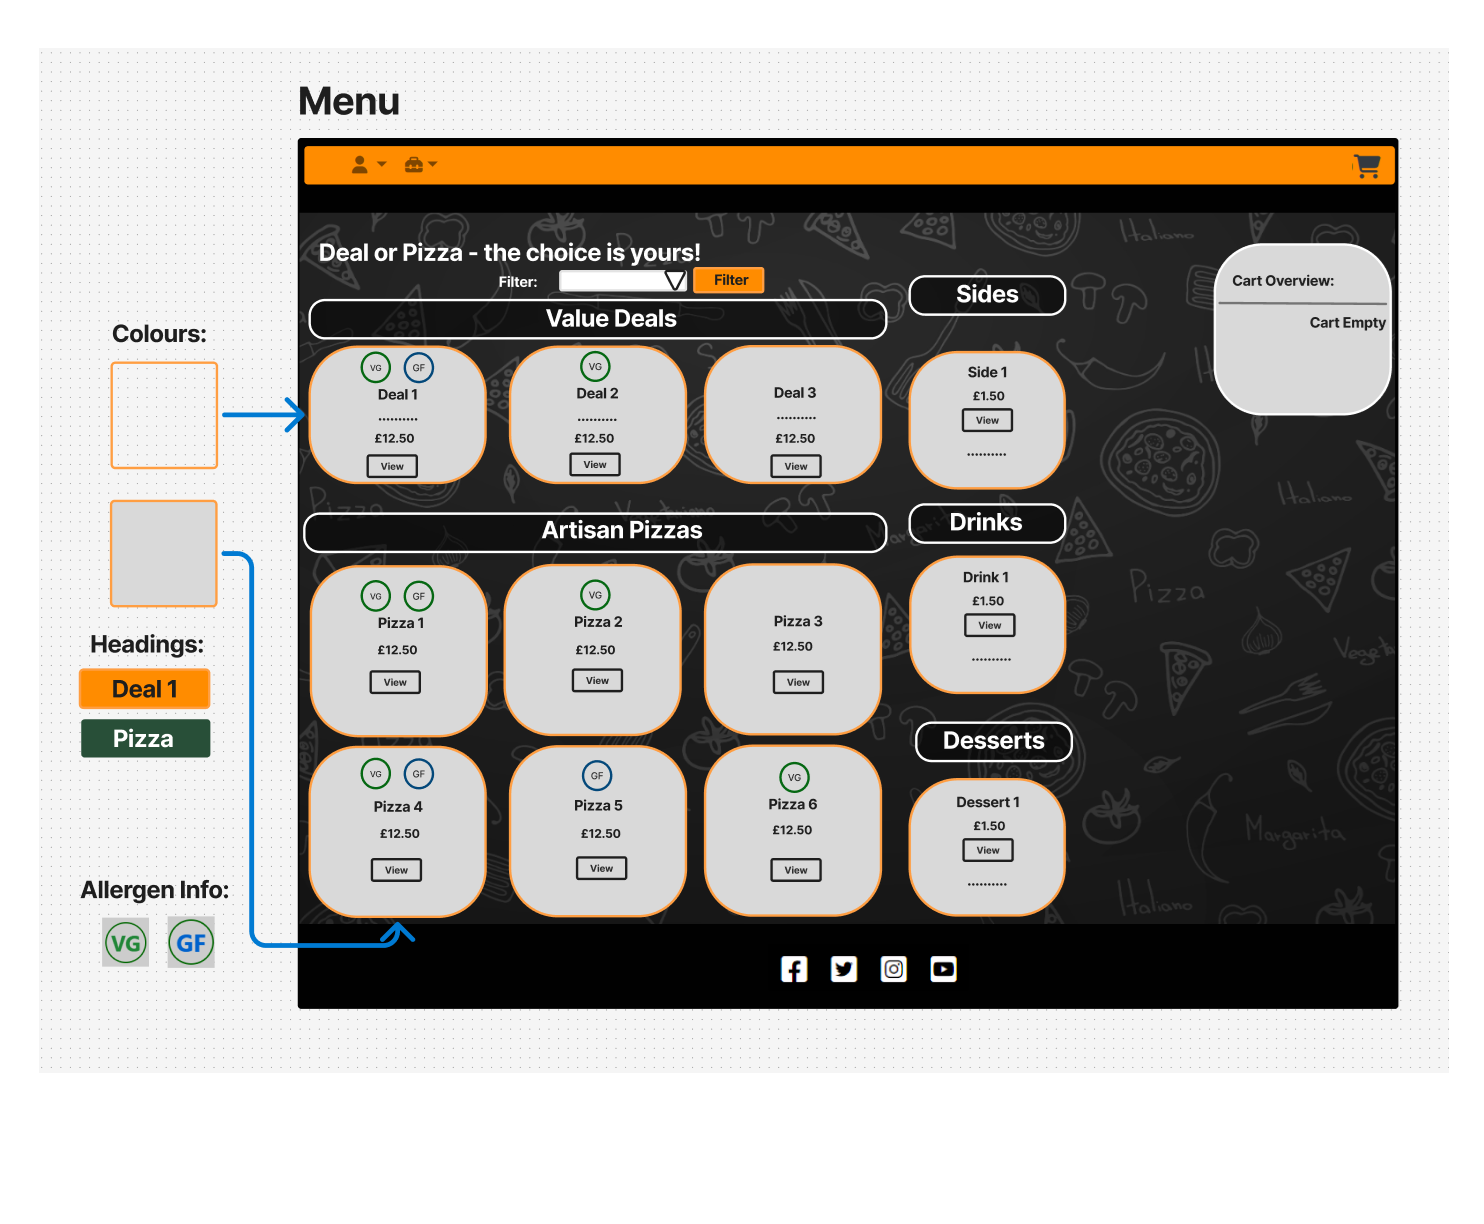 Menu
Deal or Pizza - the choice is yours!
Filter:
Filter
Value Deals
VG GF
Deal 1
..........
£12.50
View
VG
Deal 2
..........
£12.50
View
Deal 3
..........
£12.50
View
Artisan Pizzas
VG GF
Pizza 1
£12.50
View
VG
Pizza 2
£12.50
View
Pizza 3
£12.50
View
VG GF
Pizza 4
£12.50
View
GF
Pizza 5
£12.50
View
VG
Pizza 6
£12.50
View
Sides
Side 1
£1.50
View
..........
Drinks
Drink 1
£1.50
View
..........
Desserts
Dessert 1
£1.50
View
..........
Cart Overview:
Cart Empty
Italiano
Italiano
Pizza
Margarita
Italiano
Pizza
Colours:
Headings:
Deal 1
Pizza
Allergen Info:
VG GF